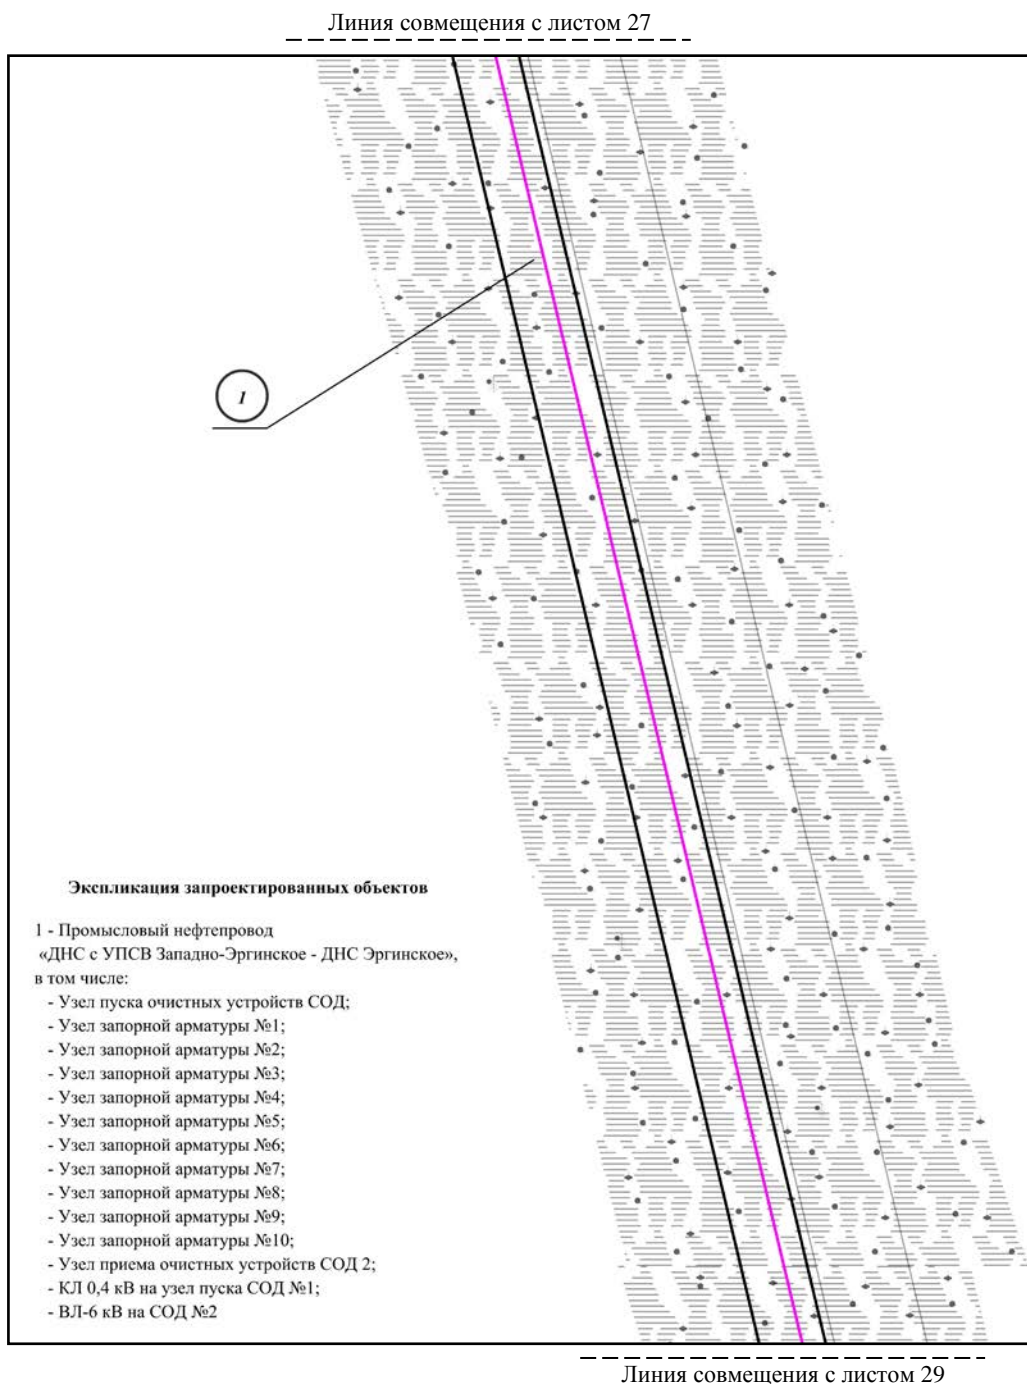 Линия совмещения с листом 27
1
Экспликация запроектированных объектов
1 - Промысловый нефтепровод
«ДНС с УПСВ Западно-Эргинское - ДНС Эргинское»,
в том числе:
- Узел пуска очистных устройств СОД;
- Узел запорной арматуры №1;
- Узел запорной арматуры №2;
- Узел запорной арматуры №3;
- Узел запорной арматуры №4;
- Узел запорной арматуры №5;
- Узел запорной арматуры №6;
- Узел запорной арматуры №7;
- Узел запорной арматуры №8;
- Узел запорной арматуры №9;
- Узел запорной арматуры №10;
- Узел приема очистных устройств СОД 2;
- КЛ 0,4 кВ на узел пуска СОД №1;
- ВЛ-6 кВ на СОД №2
Линия совмещения с листом 29